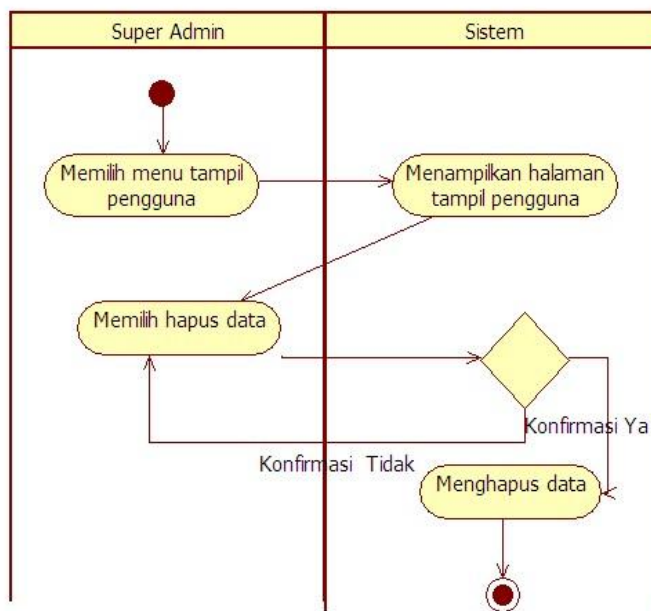 Super Admin
Sistem
Memilih menu tampil
pengguna
Menampilkan halaman
tampil pengguna
Memilih hapus data
Konfirmasi Ya
Konfirmasi Tidak
Menghapus data